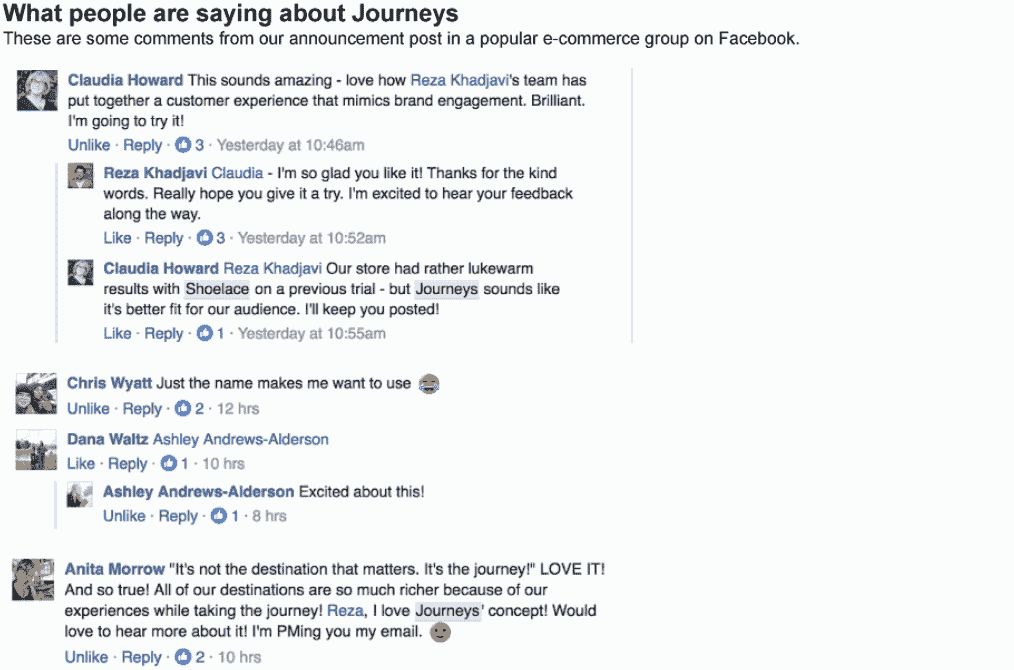 What people are saying about Journeys
These are some comments from our announcement post in a popular e-commerce group on Facebook.
Claudia Howard This sounds amazing - love how Reza Khadjavi's team has
put together a customer experience that mimics brand engagement. Brilliant.
I'm going to try it!
Unlike · Reply · 3 · Yesterday at 10:46am
Reza Khadjavi Claudia - I'm so glad you like it! Thanks for the kind
words. Really hope you give it a try. I'm excited to hear your feedback
along the way.
Like · Reply · 3 · Yesterday at 10:52am
Claudia Howard Reza Khadjavi Our store had rather lukewarm
results with Shoelace on a previous trial - but Journeys sounds like
it's better fit for our audience. I'll keep you posted!
Like · Reply · 1 · Yesterday at 10:55am
Chris Wyatt Just the name makes me want to use 😂
Unlike · Reply · 2 · 12 hrs
Dana Waltz Ashley Andrews-Alderson
Like · Reply · 1 · 10 hrs
Ashley Andrews-Alderson Excited about this!
Unlike · Reply · 1 · 8 hrs
Anita Morrow "It's not the destination that matters. It's the journey!" LOVE IT!
And so true! All of our destinations are so much richer because of our
experiences while taking the journey! Reza, I love Journeys' concept! Would
love to hear more about it! I'm PMing you my email. 🙂
Unlike · Reply · 2 · 10 hrs